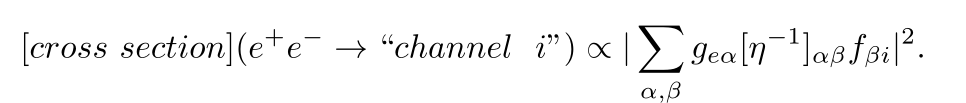 [cross section](e⁺e⁻ → “channel i”) ∝ |∑_{α,β} g_{eα}[η⁻¹]_{αβ} f_{βi}|².